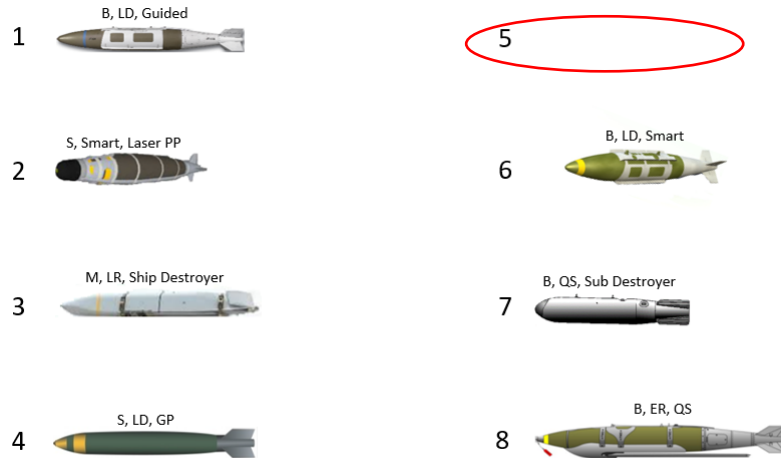 B, LD, Guided
1
5
S, Smart, Laser PP
2
B, LD, Smart
6
M, LR, Ship Destroyer
3
B, QS, Sub Destroyer
7
S, LD, GP
4
B, ER, QS
8